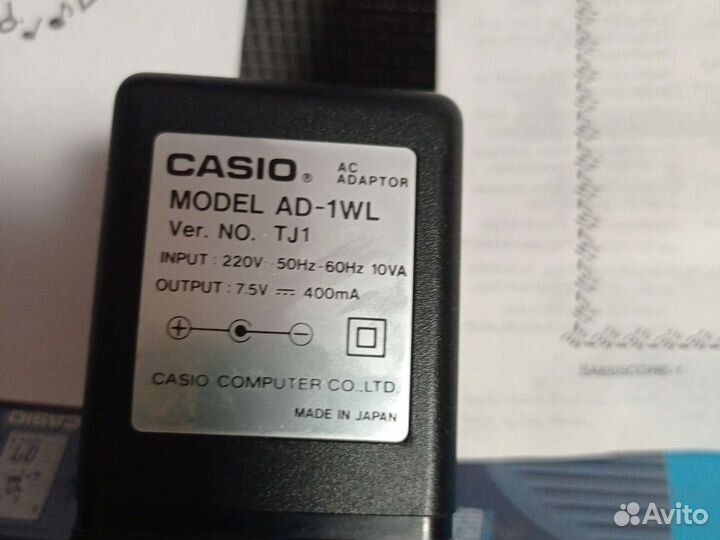 CASIO® AC ADAPTOR
MODEL AD-1WL
Ver. NO. TJ1
INPUT : 220V ~ 50Hz-60Hz 10VA
OUTPUT : 7.5V ⎓ 400mA
CASIO COMPUTER CO.,LTD.
MADE IN JAPAN
CASIO
Avito